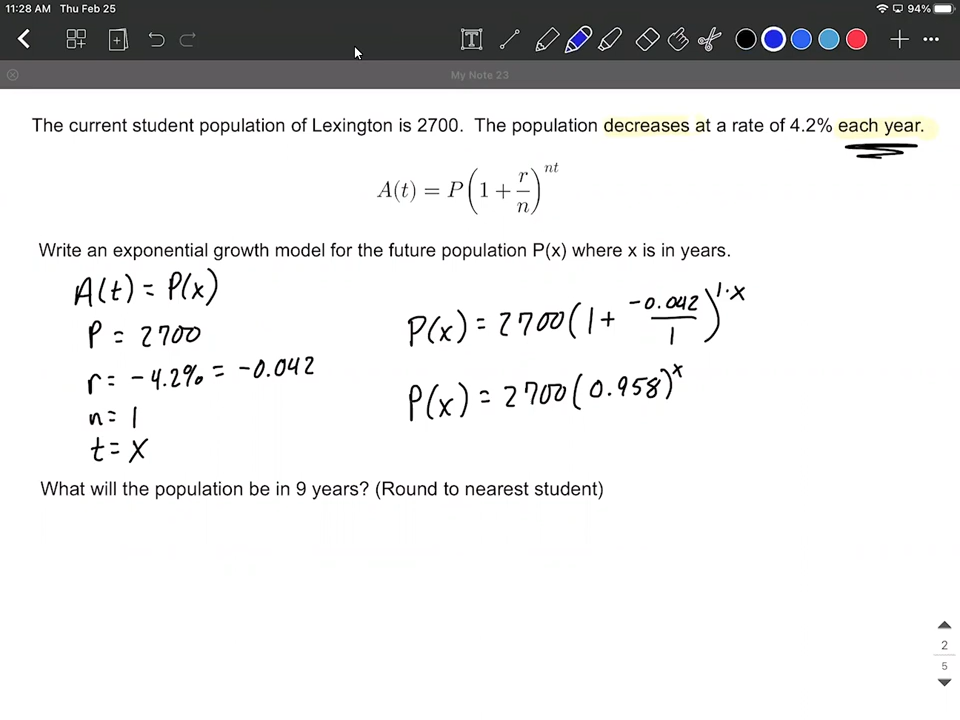 11:28 AM Thu Feb 25 94%
My Note 23
The current student population of Lexington is 2700. The population decreases at a rate of 4.2% each year.
A(t) = P(1 + r/n)^nt
Write an exponential growth model for the future population P(x) where x is in years.
A(t) = P(x)
P = 2700
r = -4.2% = -0.042
n = 1
t = x
P(x) = 2700(1 + -0.042/1)^1·x
P(x) = 2700(0.958)^x
What will the population be in 9 years? (Round to nearest student)
2
5